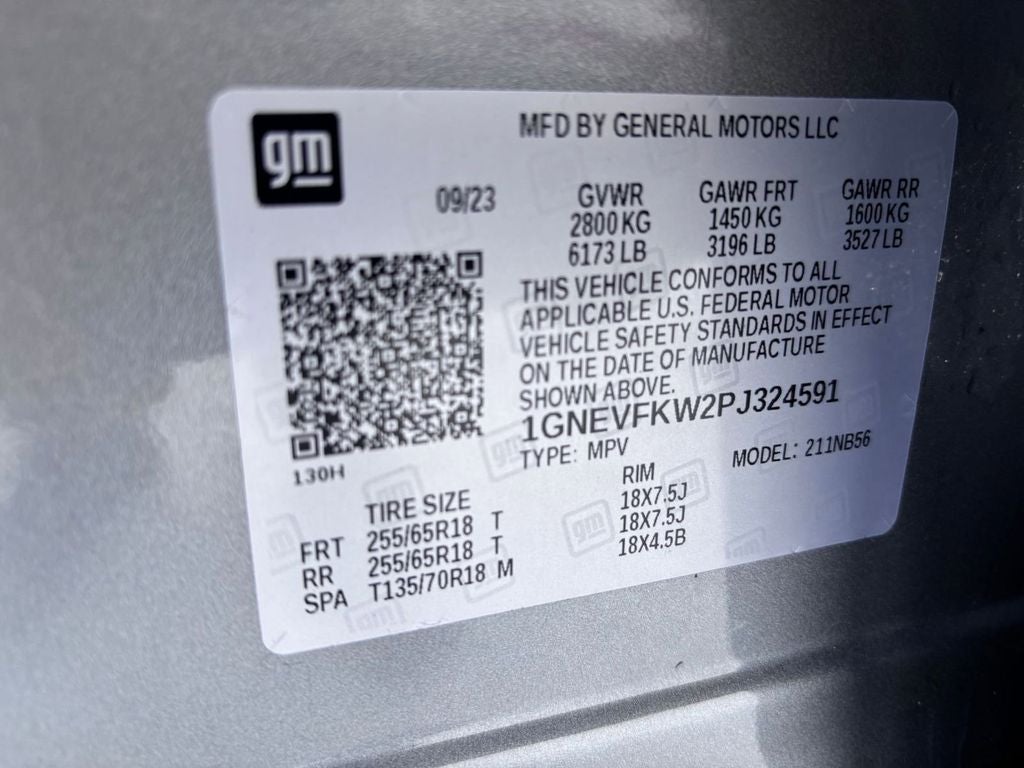 gm
MFD BY GENERAL MOTORS LLC
09/23
GVWR GAWR FRT GAWR RR
2800 KG 1450 KG 1600 KG
6173 LB 3196 LB 3527 LB
THIS VEHICLE CONFORMS TO ALL
APPLICABLE U.S. FEDERAL MOTOR
VEHICLE SAFETY STANDARDS IN EFFECT
ON THE DATE OF MANUFACTURE
SHOWN ABOVE.
1GNEVFKW2PJ324591
TYPE: MPV MODEL: 211NB56
130H
TIRE SIZE RIM
FRT 255/65R18 T 18X7.5J
RR 255/65R18 T 18X7.5J
SPA T135/70R18 M 18X4.5B